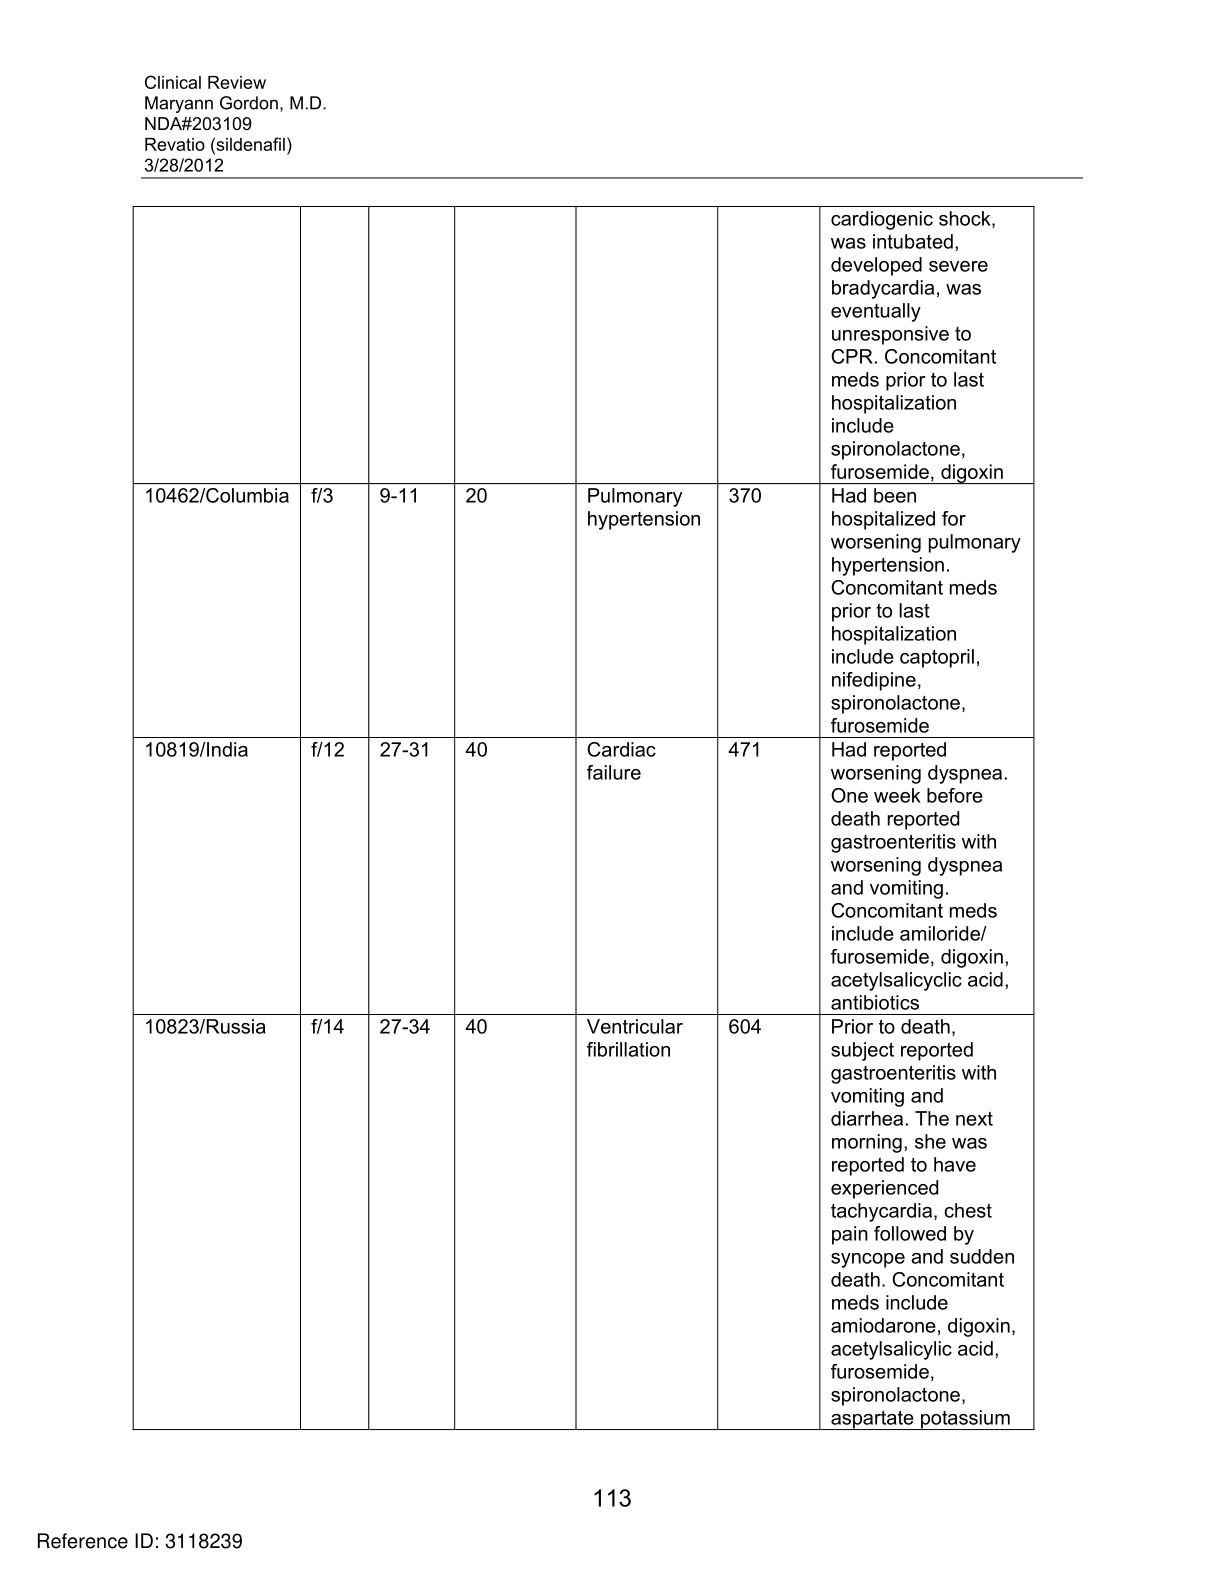 Clinical Review
Maryann Gordon, M.D.
NDA#203109
Revatio (sildenafil)
3/28/2012
cardiogenic shock,
was intubated,
developed severe
bradycardia, was
eventually
unresponsive to
CPR. Concomitant
meds prior to last
hospitalization
include
spironolactone,
furosemide, digoxin
10462/Columbia f/3 9-11 20 Pulmonary 370 Had been
hypertension hospitalized for
worsening pulmonary
hypertension.
Concomitant meds
prior to last
hospitalization
include captopril,
nifedipine,
spironolactone,
furosemide
10819/India f/12 27-31 40 Cardiac 471 Had reported
failure worsening dyspnea.
One week before
death reported
gastroenteritis with
worsening dyspnea
and vomiting.
Concomitant meds
include amiloride/
furosemide, digoxin,
acetylsalicyclic acid,
antibiotics
10823/Russia f/14 27-34 40 Ventricular 604 Prior to death,
fibrillation subject reported
gastroenteritis with
vomiting and
diarrhea. The next
morning, she was
reported to have
experienced
tachycardia, chest
pain followed by
syncope and sudden
death. Concomitant
meds include
amiodarone, digoxin,
acetylsalicylic acid,
furosemide,
spironolactone,
aspartate potassium
113
Reference ID: 3118239